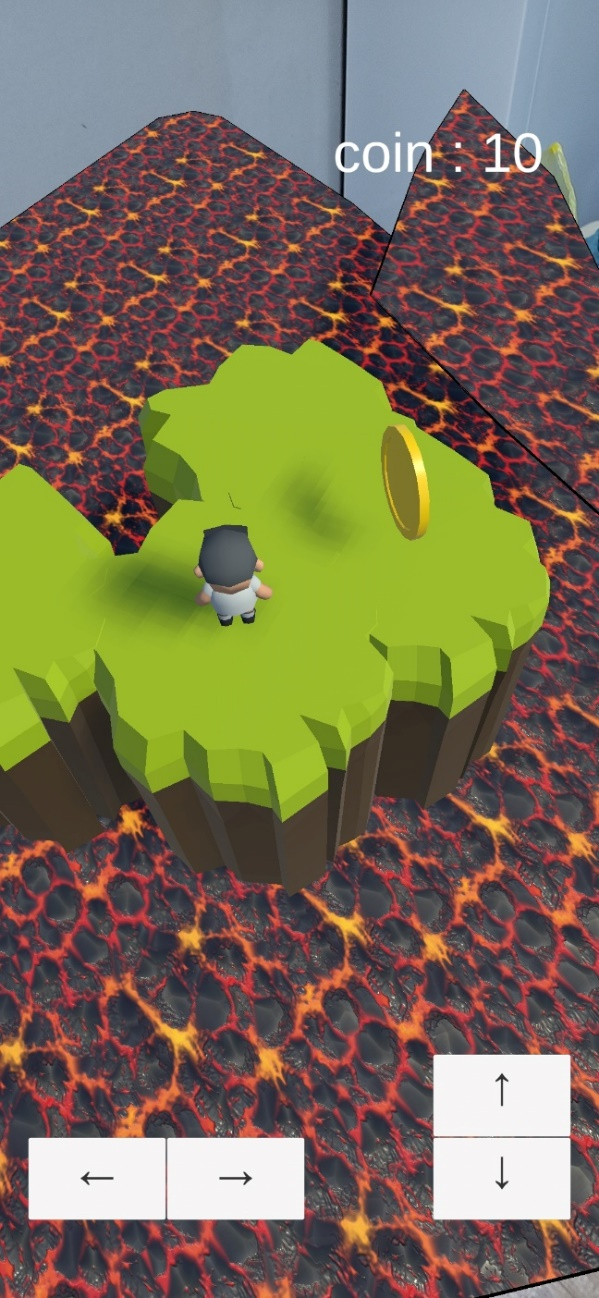 coin : 10
↑
← →
↓